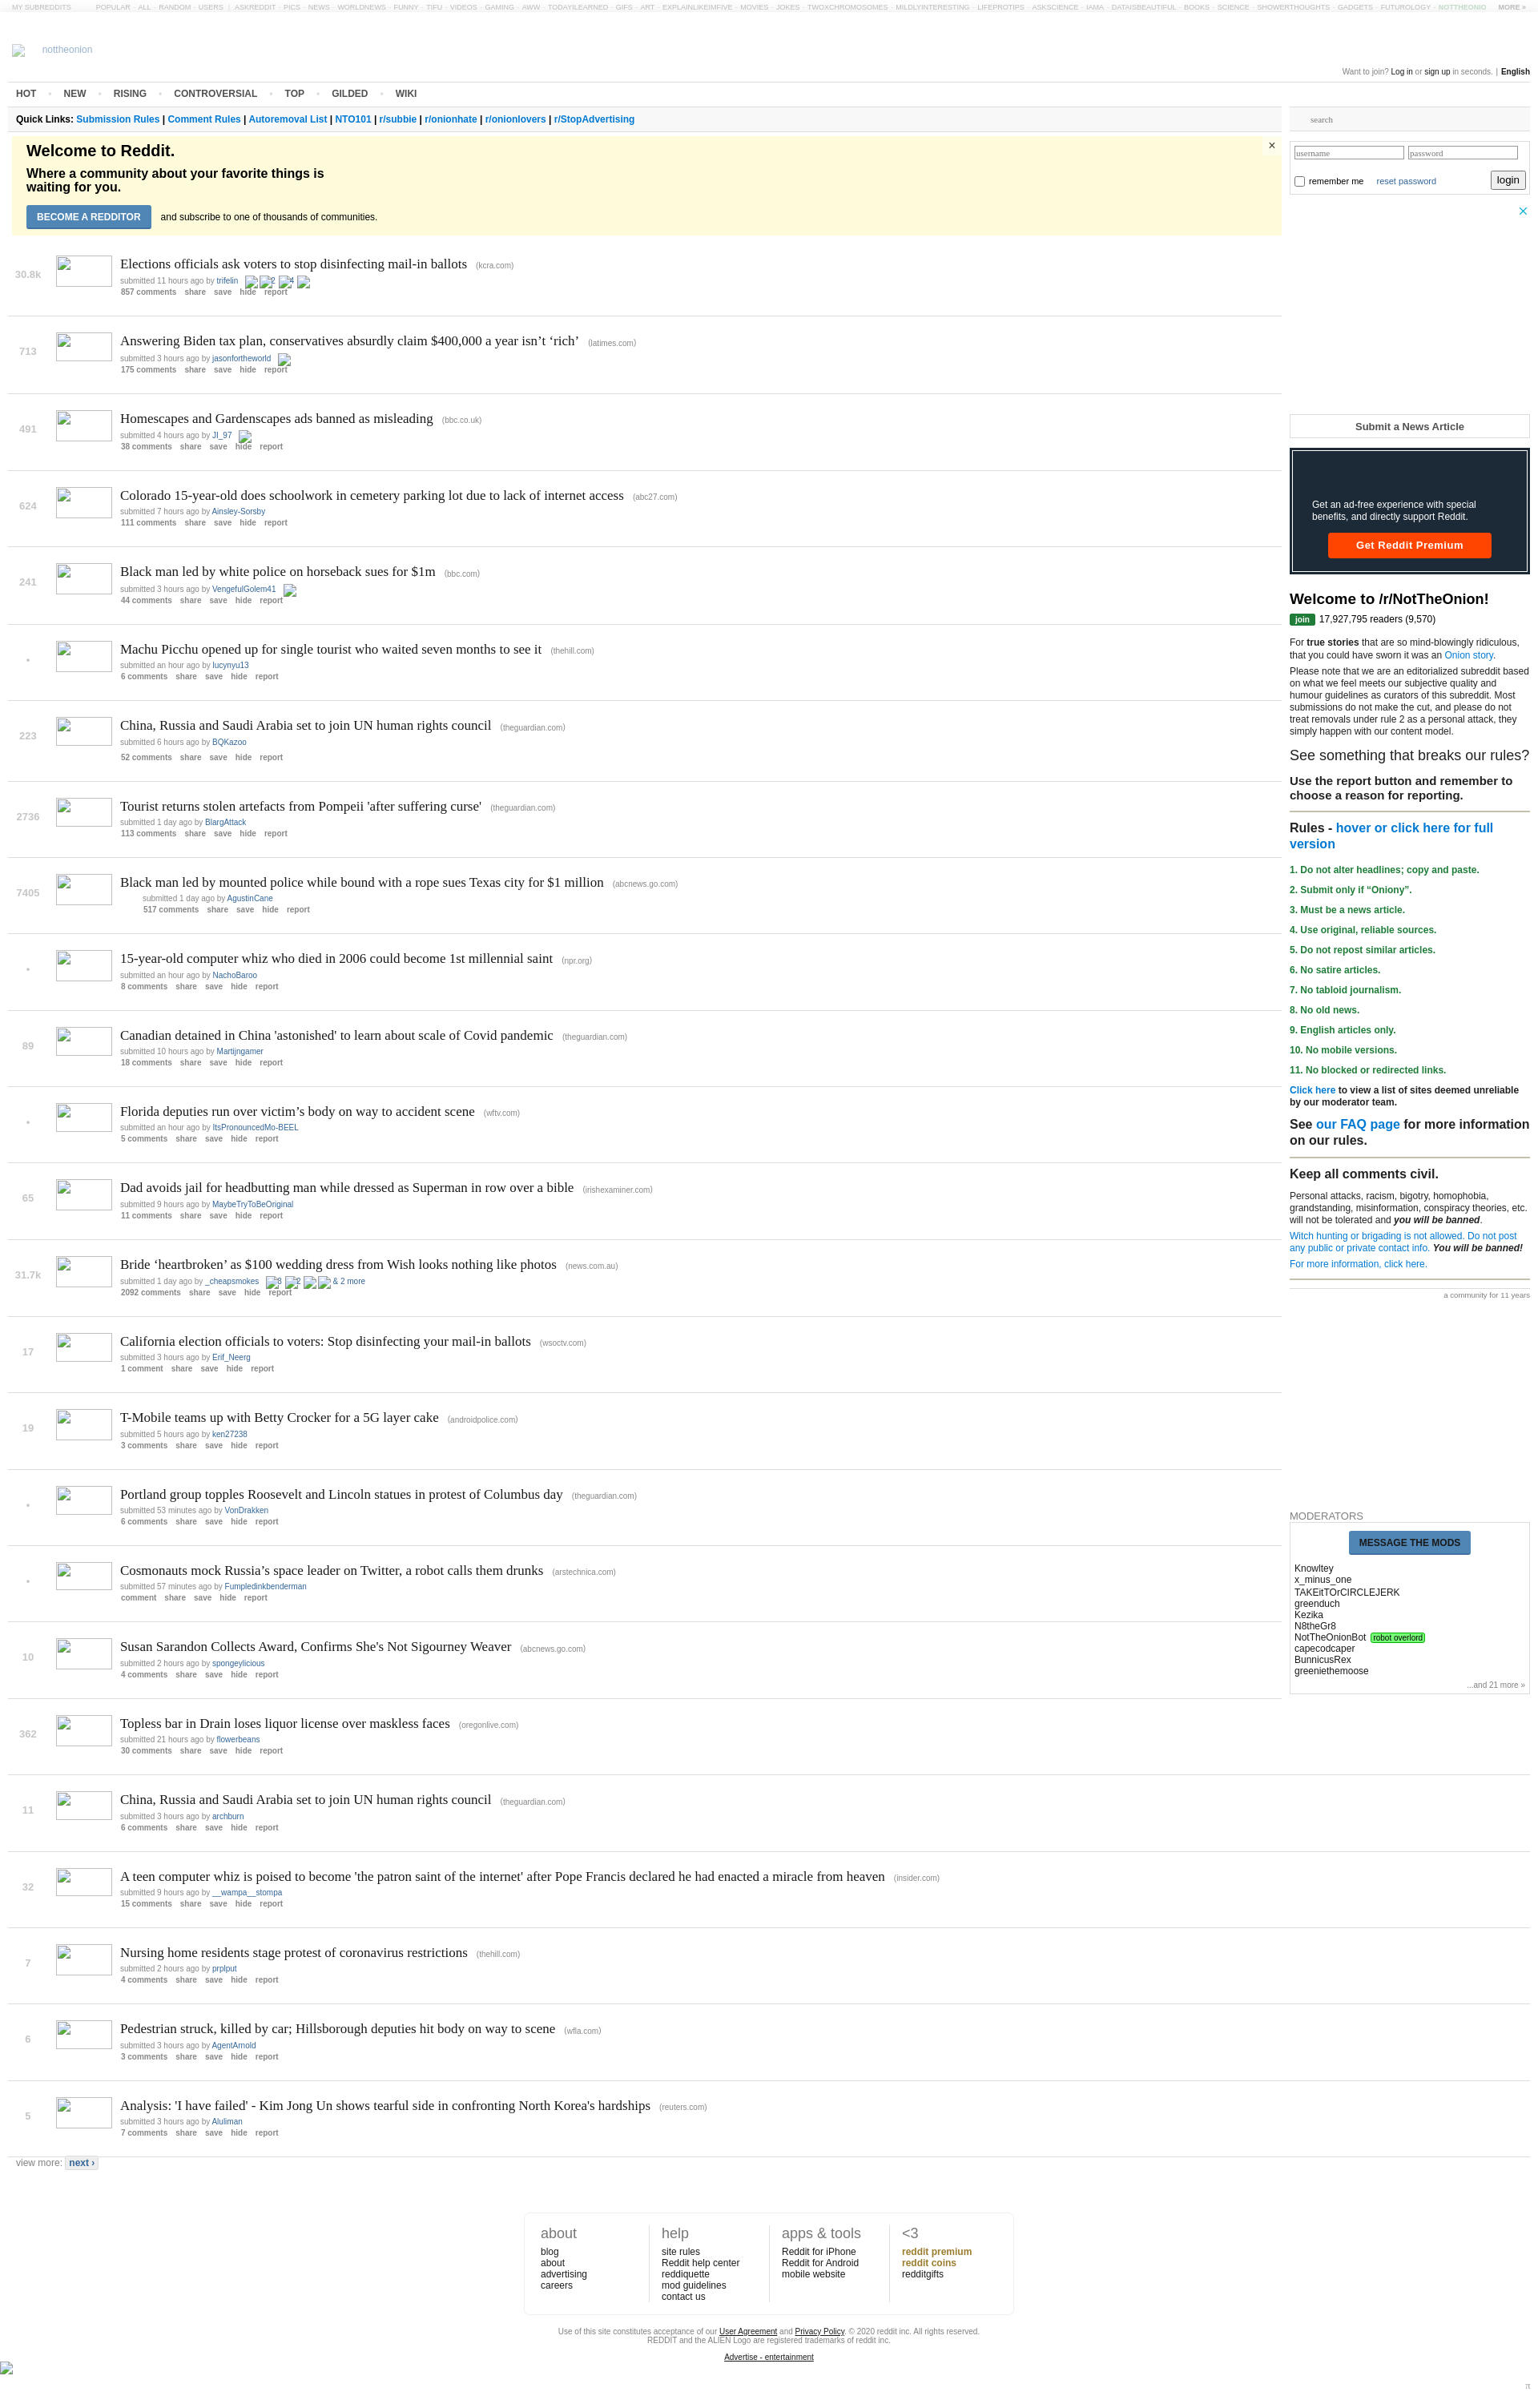 MY SUBREDDITS POPULAR - ALL - RANDOM - USERS | ASKREDDIT - PICS - NEWS - WORLDNEWS - FUNNY - TIFU - VIDEOS - GAMING - AWW - TODAYILEARNED - GIFS - ART - EXPLAINLIKEIMFIVE - MOVIES - JOKES - TWOXCHROMOSOMES - MILDLYINTERESTING - LIFEPROTIPS - ASKSCIENCE - IAMA - DATAISBEAUTIFUL - BOOKS - SCIENCE - SHOWERTHOUGHTS - GADGETS - FUTUROLOGY - NOTTHEONIO MORE »
nottheonion
Want to join? Log in or sign up in seconds. | English
HOT • NEW • RISING • CONTROVERSIAL • TOP • GILDED • WIKI
Quick Links: Submission Rules | Comment Rules | Autoremoval List | NTO101 | r/subbie | r/onionhate | r/onionlovers | r/StopAdvertising
Welcome to Reddit.
Where a community about your favorite things is
waiting for you.
BECOME A REDDITOR and subscribe to one of thousands of communities.
×
30.8k
Elections officials ask voters to stop disinfecting mail-in ballots (kcra.com)
submitted 11 hours ago by trifelin 2 4
857 comments share save hide report
713
Answering Biden tax plan, conservatives absurdly claim $400,000 a year isn’t ‘rich’ (latimes.com)
submitted 3 hours ago by jasonfortheworld
175 comments share save hide report
491
Homescapes and Gardenscapes ads banned as misleading (bbc.co.uk)
submitted 4 hours ago by JI_97
38 comments share save hide report
624
Colorado 15-year-old does schoolwork in cemetery parking lot due to lack of internet access (abc27.com)
submitted 7 hours ago by Ainsley-Sorsby
111 comments share save hide report
241
Black man led by white police on horseback sues for $1m (bbc.com)
submitted 3 hours ago by VengefulGolem41
44 comments share save hide report
•
Machu Picchu opened up for single tourist who waited seven months to see it (thehill.com)
submitted an hour ago by lucynyu13
6 comments share save hide report
223
China, Russia and Saudi Arabia set to join UN human rights council (theguardian.com)
submitted 6 hours ago by BQKazoo
52 comments share save hide report
2736
Tourist returns stolen artefacts from Pompeii 'after suffering curse' (theguardian.com)
submitted 1 day ago by BlargAttack
113 comments share save hide report
7405
Black man led by mounted police while bound with a rope sues Texas city for $1 million (abcnews.go.com)
submitted 1 day ago by AgustinCane
517 comments share save hide report
•
15-year-old computer whiz who died in 2006 could become 1st millennial saint (npr.org)
submitted an hour ago by NachoBaroo
8 comments share save hide report
89
Canadian detained in China 'astonished' to learn about scale of Covid pandemic (theguardian.com)
submitted 10 hours ago by Martijngamer
18 comments share save hide report
•
Florida deputies run over victim’s body on way to accident scene (wftv.com)
submitted an hour ago by ItsPronouncedMo-BEEL
5 comments share save hide report
65
Dad avoids jail for headbutting man while dressed as Superman in row over a bible (irishexaminer.com)
submitted 9 hours ago by MaybeTryToBeOriginal
11 comments share save hide report
31.7k
Bride ‘heartbroken’ as $100 wedding dress from Wish looks nothing like photos (news.com.au)
submitted 1 day ago by _cheapsmokes 8 2 & 2 more
2092 comments share save hide report
17
California election officials to voters: Stop disinfecting your mail-in ballots (wsoctv.com)
submitted 3 hours ago by Erif_Neerg
1 comment share save hide report
19
T-Mobile teams up with Betty Crocker for a 5G layer cake (androidpolice.com)
submitted 5 hours ago by ken27238
3 comments share save hide report
•
Portland group topples Roosevelt and Lincoln statues in protest of Columbus day (theguardian.com)
submitted 53 minutes ago by VonDrakken
6 comments share save hide report
•
Cosmonauts mock Russia’s space leader on Twitter, a robot calls them drunks (arstechnica.com)
submitted 57 minutes ago by Fumpledinkbenderman
comment share save hide report
10
Susan Sarandon Collects Award, Confirms She's Not Sigourney Weaver (abcnews.go.com)
submitted 2 hours ago by spongeylicious
4 comments share save hide report
362
Topless bar in Drain loses liquor license over maskless faces (oregonlive.com)
submitted 21 hours ago by flowerbeans
30 comments share save hide report
11
China, Russia and Saudi Arabia set to join UN human rights council (theguardian.com)
submitted 3 hours ago by archburn
6 comments share save hide report
32
A teen computer whiz is poised to become 'the patron saint of the internet' after Pope Francis declared he had enacted a miracle from heaven (insider.com)
submitted 9 hours ago by __wampa__stompa
15 comments share save hide report
7
Nursing home residents stage protest of coronavirus restrictions (thehill.com)
submitted 2 hours ago by prplput
4 comments share save hide report
6
Pedestrian struck, killed by car; Hillsborough deputies hit body on way to scene (wfla.com)
submitted 3 hours ago by AgentArnold
3 comments share save hide report
5
Analysis: 'I have failed' - Kim Jong Un shows tearful side in confronting North Korea's hardships (reuters.com)
submitted 3 hours ago by Aluliman
7 comments share save hide report
view more: next ›
search
username password
remember me reset password login
Submit a News Article
Get an ad-free experience with special
benefits, and directly support Reddit.
Get Reddit Premium
Welcome to /r/NotTheOnion!
join 17,927,795 readers (9,570)
For true stories that are so mind-blowingly ridiculous,
that you could have sworn it was an Onion story.
Please note that we are an editorialized subreddit based
on what we feel meets our subjective quality and
humour guidelines as curators of this subreddit. Most
submissions do not make the cut, and please do not
treat removals under rule 2 as a personal attack, they
simply happen with our content model.
See something that breaks our rules?
Use the report button and remember to
choose a reason for reporting.
Rules - hover or click here for full
version
1. Do not alter headlines; copy and paste.
2. Submit only if “Oniony”.
3. Must be a news article.
4. Use original, reliable sources.
5. Do not repost similar articles.
6. No satire articles.
7. No tabloid journalism.
8. No old news.
9. English articles only.
10. No mobile versions.
11. No blocked or redirected links.
Click here to view a list of sites deemed unreliable
by our moderator team.
See our FAQ page for more information
on our rules.
Keep all comments civil.
Personal attacks, racism, bigotry, homophobia,
grandstanding, misinformation, conspiracy theories, etc.
will not be tolerated and you will be banned.
Witch hunting or brigading is not allowed. Do not post
any public or private contact info. You will be banned!
For more information, click here.
a community for 11 years
MODERATORS
MESSAGE THE MODS
Knowltey
x_minus_one
TAKEitTOrCIRCLEJERK
greenduch
Kezika
N8theGr8
NotTheOnionBot robot overlord
capecodcaper
BunnicusRex
greeniethemoose
...and 21 more »
about
blog
about
advertising
careers
help
site rules
Reddit help center
reddiquette
mod guidelines
contact us
apps & tools
Reddit for iPhone
Reddit for Android
mobile website
<3
reddit premium
reddit coins
redditgifts
Use of this site constitutes acceptance of our User Agreement and Privacy Policy. © 2020 reddit inc. All rights reserved.
REDDIT and the ALIEN Logo are registered trademarks of reddit inc.
Advertise - entertainment
π